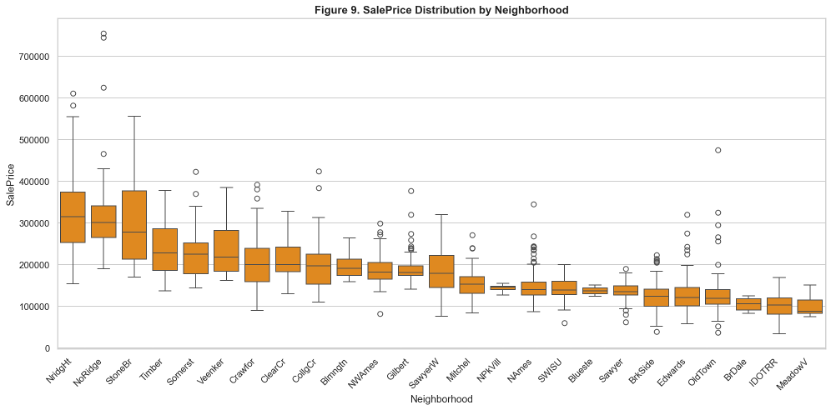 Figure 9. SalePrice Distribution by Neighborhood
SalePrice
700000
600000
500000
400000
300000
200000
100000
0
NridgHt
NoRidge
StoneBr
Timber
Somerst
Veenker
Crawfor
ClearCr
CollgCr
Blmngtn
NWAmes
Gilbert
SawyerW
Mitchel
NPkVill
NAmes
SWISU
Blueste
Sawyer
BrkSide
Edwards
OldTown
BrDale
IDOTRR
MeadowV
Neighborhood